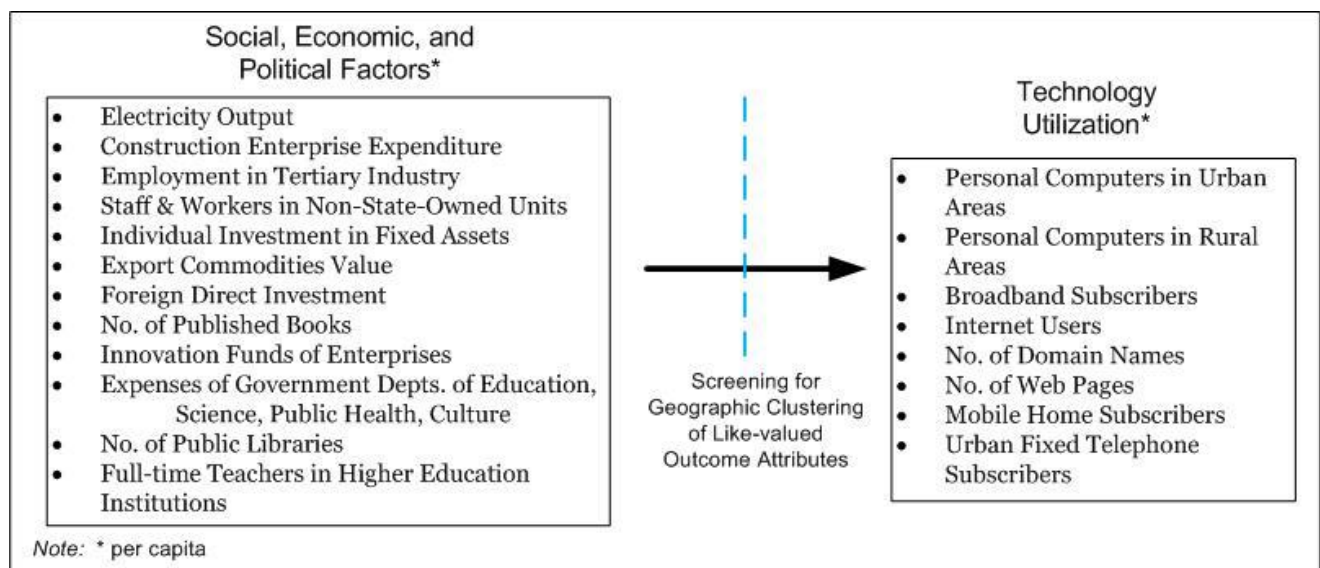 Social, Economic, and
Political Factors*
• Electricity Output
• Construction Enterprise Expenditure
• Employment in Tertiary Industry
• Staff & Workers in Non-State-Owned Units
• Individual Investment in Fixed Assets
• Export Commodities Value
• Foreign Direct Investment
• No. of Published Books
• Innovation Funds of Enterprises
• Expenses of Government Depts. of Education,
Science, Public Health, Culture
• No. of Public Libraries
• Full-time Teachers in Higher Education
Institutions
Note: * per capita
Screening for
Geographic Clustering
of Like-valued
Outcome Attributes
Technology
Utilization*
• Personal Computers in Urban
Areas
• Personal Computers in Rural
Areas
• Broadband Subscribers
• Internet Users
• No. of Domain Names
• No. of Web Pages
• Mobile Home Subscribers
• Urban Fixed Telephone
Subscribers